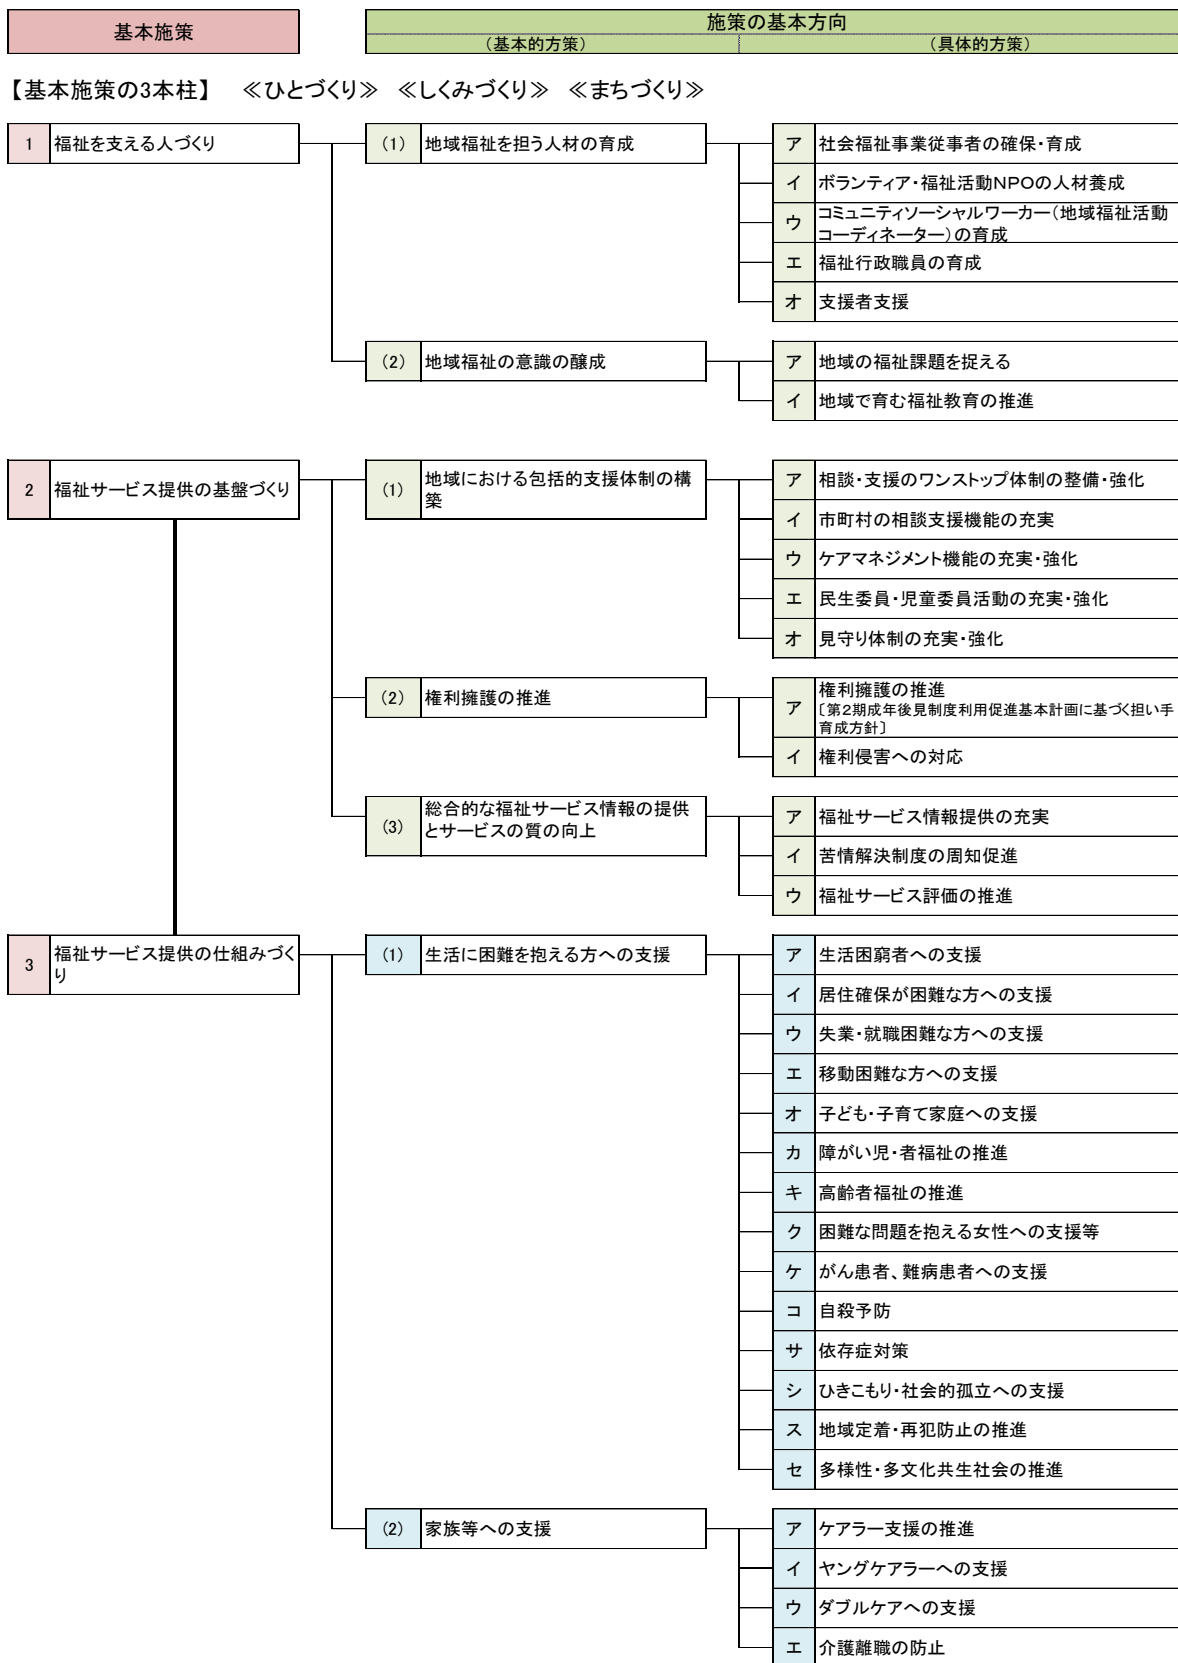 基本施策
施策の基本方向
(基本的方策)
(具体的方策)
【基本施策の3本柱】 ≪ひとづくり≫ ≪しくみづくり≫ ≪まちづくり≫
1 福祉を支える人づくり
(1) 地域福祉を担う人材の育成
ア 社会福祉事業従事者の確保・育成
イ ボランティア・福祉活動NPOの人材養成
ウ コミュニティソーシャルワーカー(地域福祉活動
コーディネーター)の育成
エ 福祉行政職員の育成
オ 支援者支援
(2) 地域福祉の意識の醸成
ア 地域の福祉課題を捉える
イ 地域で育む福祉教育の推進
2 福祉サービス提供の基盤づくり
(1) 地域における包括的支援体制の構
築
ア 相談・支援のワンストップ体制の整備・強化
イ 市町村の相談支援機能の充実
ウ ケアマネジメント機能の充実・強化
エ 民生委員・児童委員活動の充実・強化
オ 見守り体制の充実・強化
(2) 権利擁護の推進
ア 権利擁護の推進
〔第2期成年後見制度利用促進基本計画に基づく担い手
育成方針〕
イ 権利侵害への対応
(3) 総合的な福祉サービス情報の提供
とサービスの質の向上
ア 福祉サービス情報提供の充実
イ 苦情解決制度の周知促進
ウ 福祉サービス評価の推進
3 福祉サービス提供の仕組みづく
り
(1) 生活に困難を抱える方への支援
ア 生活困窮者への支援
イ 居住確保が困難な方への支援
ウ 失業・就職困難な方への支援
エ 移動困難な方への支援
オ 子ども・子育て家庭への支援
カ 障がい児・者福祉の推進
キ 高齢者福祉の推進
ク 困難な問題を抱える女性への支援等
ケ がん患者、難病患者への支援
コ 自殺予防
サ 依存症対策
シ ひきこもり・社会的孤立への支援
ス 地域定着・再犯防止の推進
セ 多様性・多文化共生社会の推進
(2) 家族等への支援
ア ケアラー支援の推進
イ ヤングケアラーへの支援
ウ ダブルケアへの支援
エ 介護離職の防止